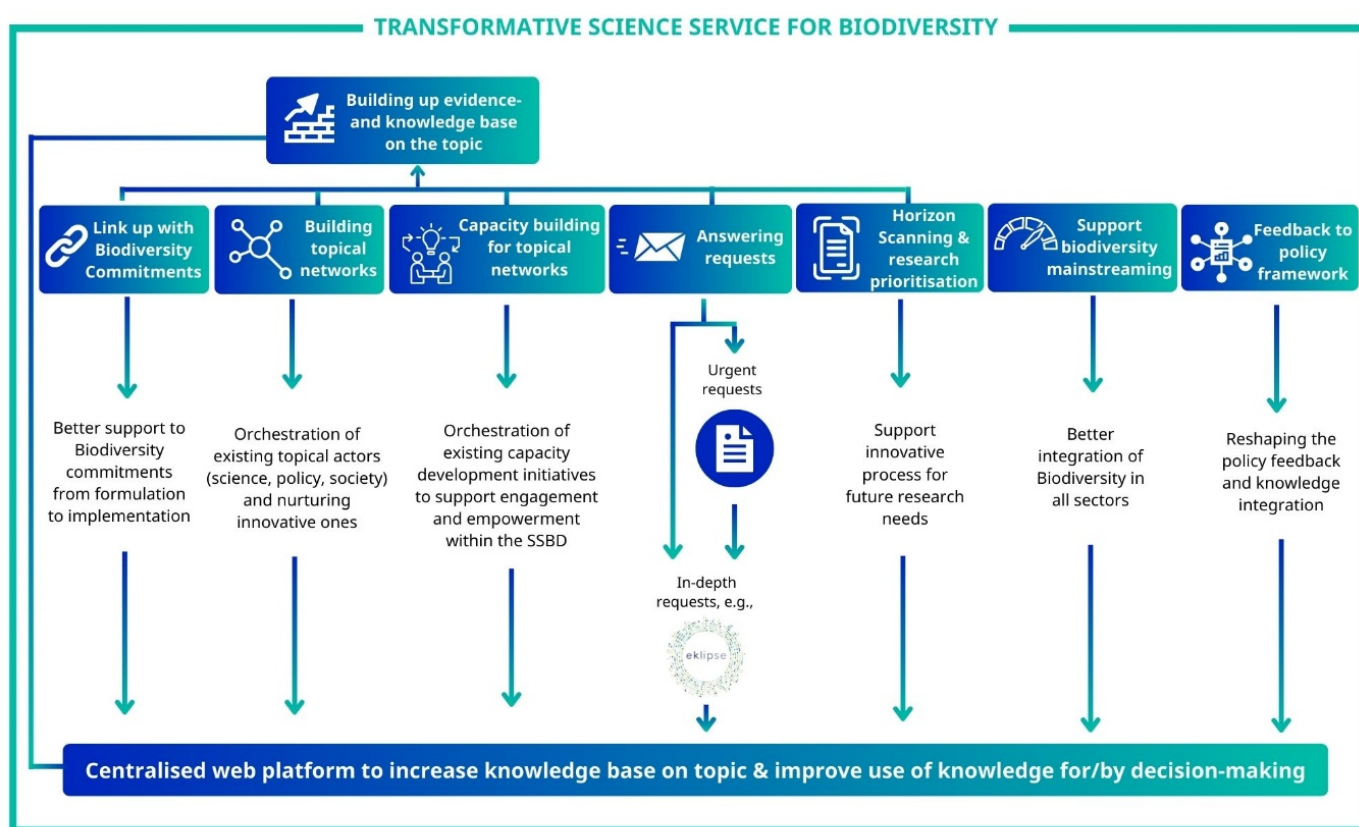 TRANSFORMATIVE SCIENCE SERVICE FOR BIODIVERSITY
Building up evidence-
and knowledge base
on the topic
Link up with
Biodiversity
Commitments
Building
topical
networks
Capacity building
for topical
networks
Answering
requests
Horizon
Scanning &
research
prioritisation
Support
biodiversity
mainstreaming
Feedback to
policy
framework
Better support to
Biodiversity
commitments
from formulation
to implementation
Orchestration of
existing topical actors
(science, policy, society)
and nurturing
innovative ones
Orchestration of
existing capacity
development initiatives
to support engagement
and empowerment
within the SSBD
Urgent
requests
In-depth
requests, e.g.,
eklipse
Support
innovative
process for
future research
needs
Better
integration of
Biodiversity in
all sectors
Reshaping the
policy feedback
and knowledge
integration
Centralised web platform to increase knowledge base on topic & improve use of knowledge for/by decision-making